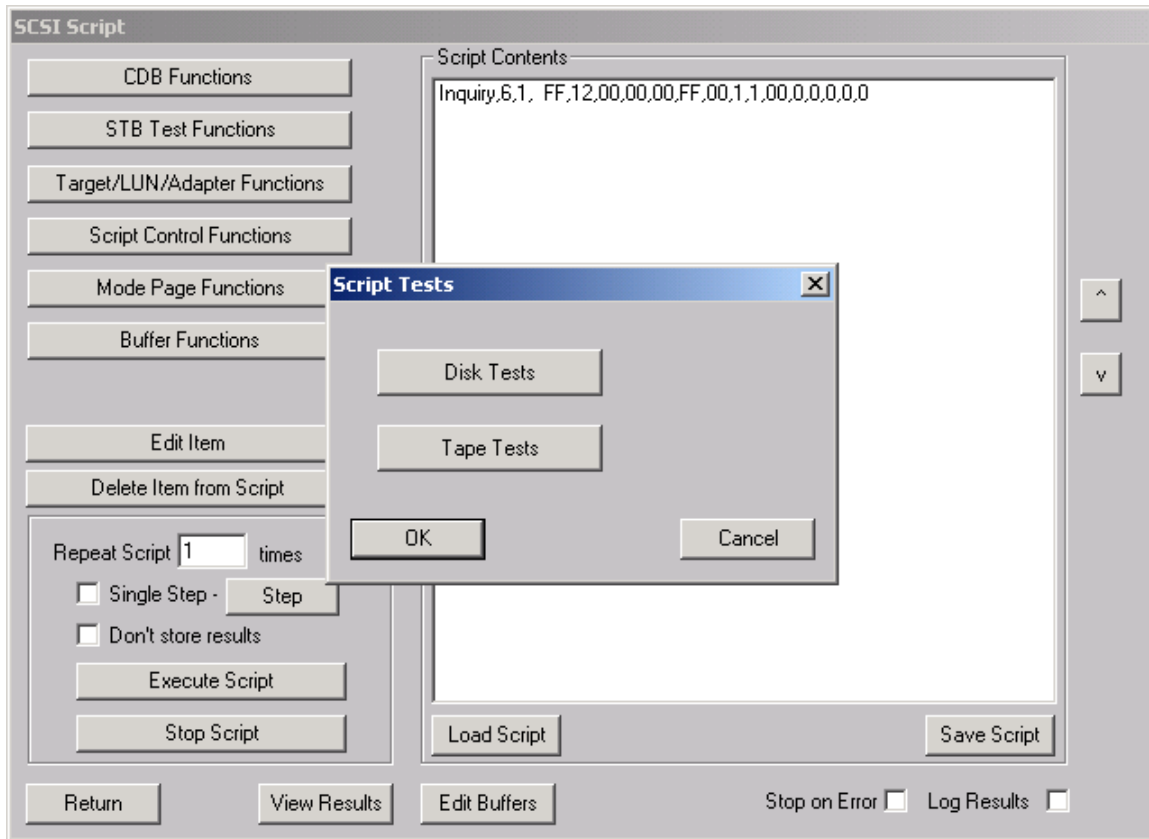 SCSI Script
CDB Functions
STB Test Functions
Target/LUN/Adapter Functions
Script Control Functions
Mode Page Functions
Buffer Functions
Edit Item
Delete Item from Script
Repeat Script 1 times
Single Step - Step
Don't store results
Execute Script
Stop Script
Return
View Results
Script Contents
Inquiry,6,1,  FF,12,00,00,00,FF,00,1,1,00,0,0,0,0,0
Script Tests
Disk Tests
Tape Tests
OK
Cancel
^
v
Load Script
Save Script
Edit Buffers
Stop on Error
Log Results